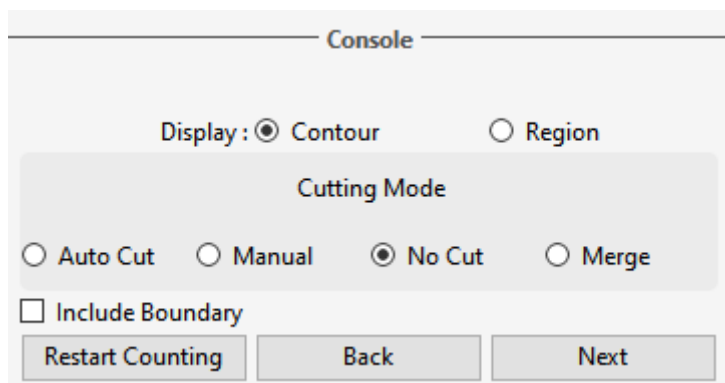 Console
Display : Contour Region
Cutting Mode
Auto Cut Manual No Cut Merge
Include Boundary
Restart Counting Back Next